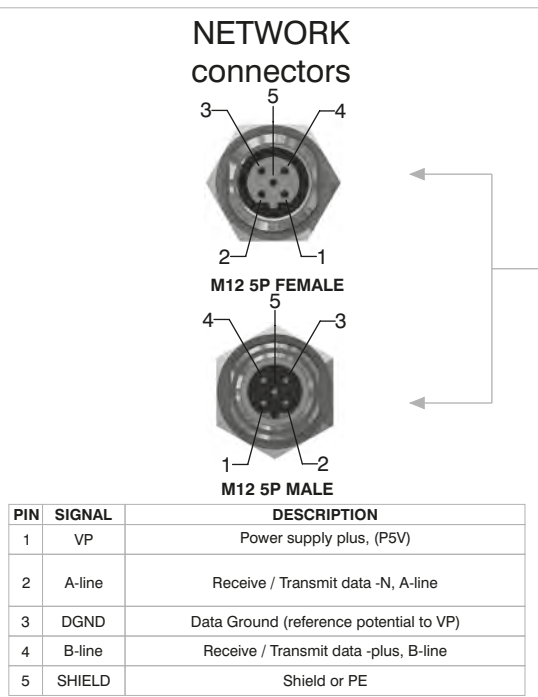 NETWORK
connectors
5
3 4
2 1
M12 5P FEMALE
5
4 3
1 2
M12 5P MALE
PIN SIGNAL DESCRIPTION
1 VP Power supply plus, (P5V)
2 A-line Receive / Transmit data -N, A-line
3 DGND Data Ground (reference potential to VP)
4 B-line Receive / Transmit data -plus, B-line
5 SHIELD Shield or PE